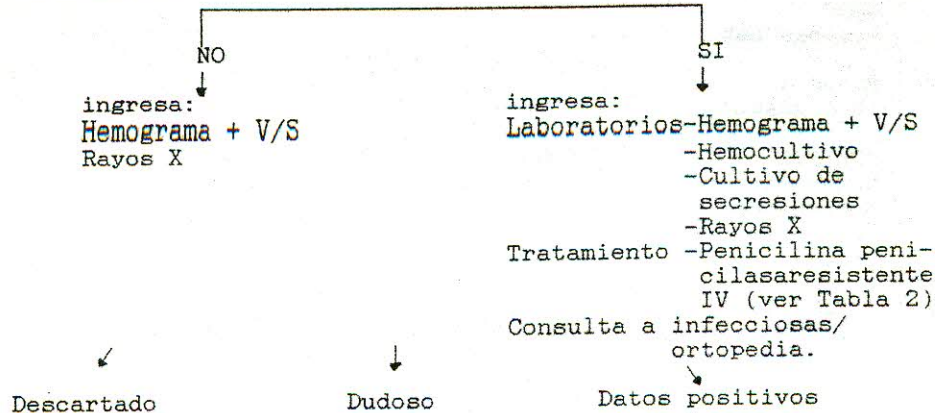 NO
ingresa:
Hemograma + V/S
Rayos X
SI
ingresa:
Laboratorios-Hemograma + V/S
-Hemocultivo
-Cultivo de
secresiones
-Rayos X
Tratamiento -Penicilina peni-
cilasaresistente
IV (ver Tabla 2)
Consulta a infecciosas/
ortopedia.
Descartado
Dudoso
Datos positivos